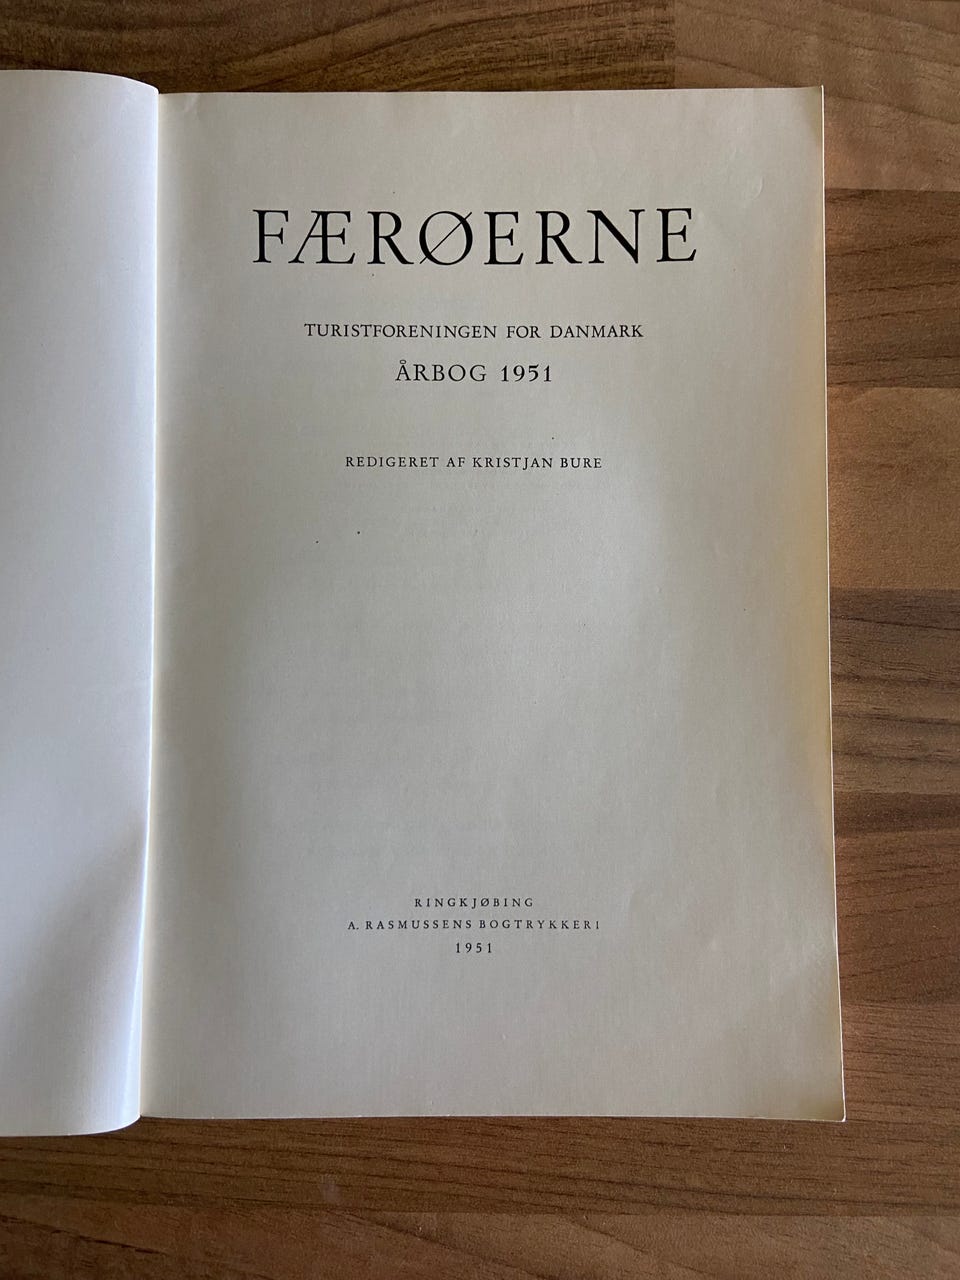 FÆRØERNE
TURISTFORENINGEN FOR DANMARK
ÅRBOG 1951
REDIGERET AF KRISTJAN BURE
RINGKJØBING
A. RASMUSSENS BOGTRYKKERI
1951